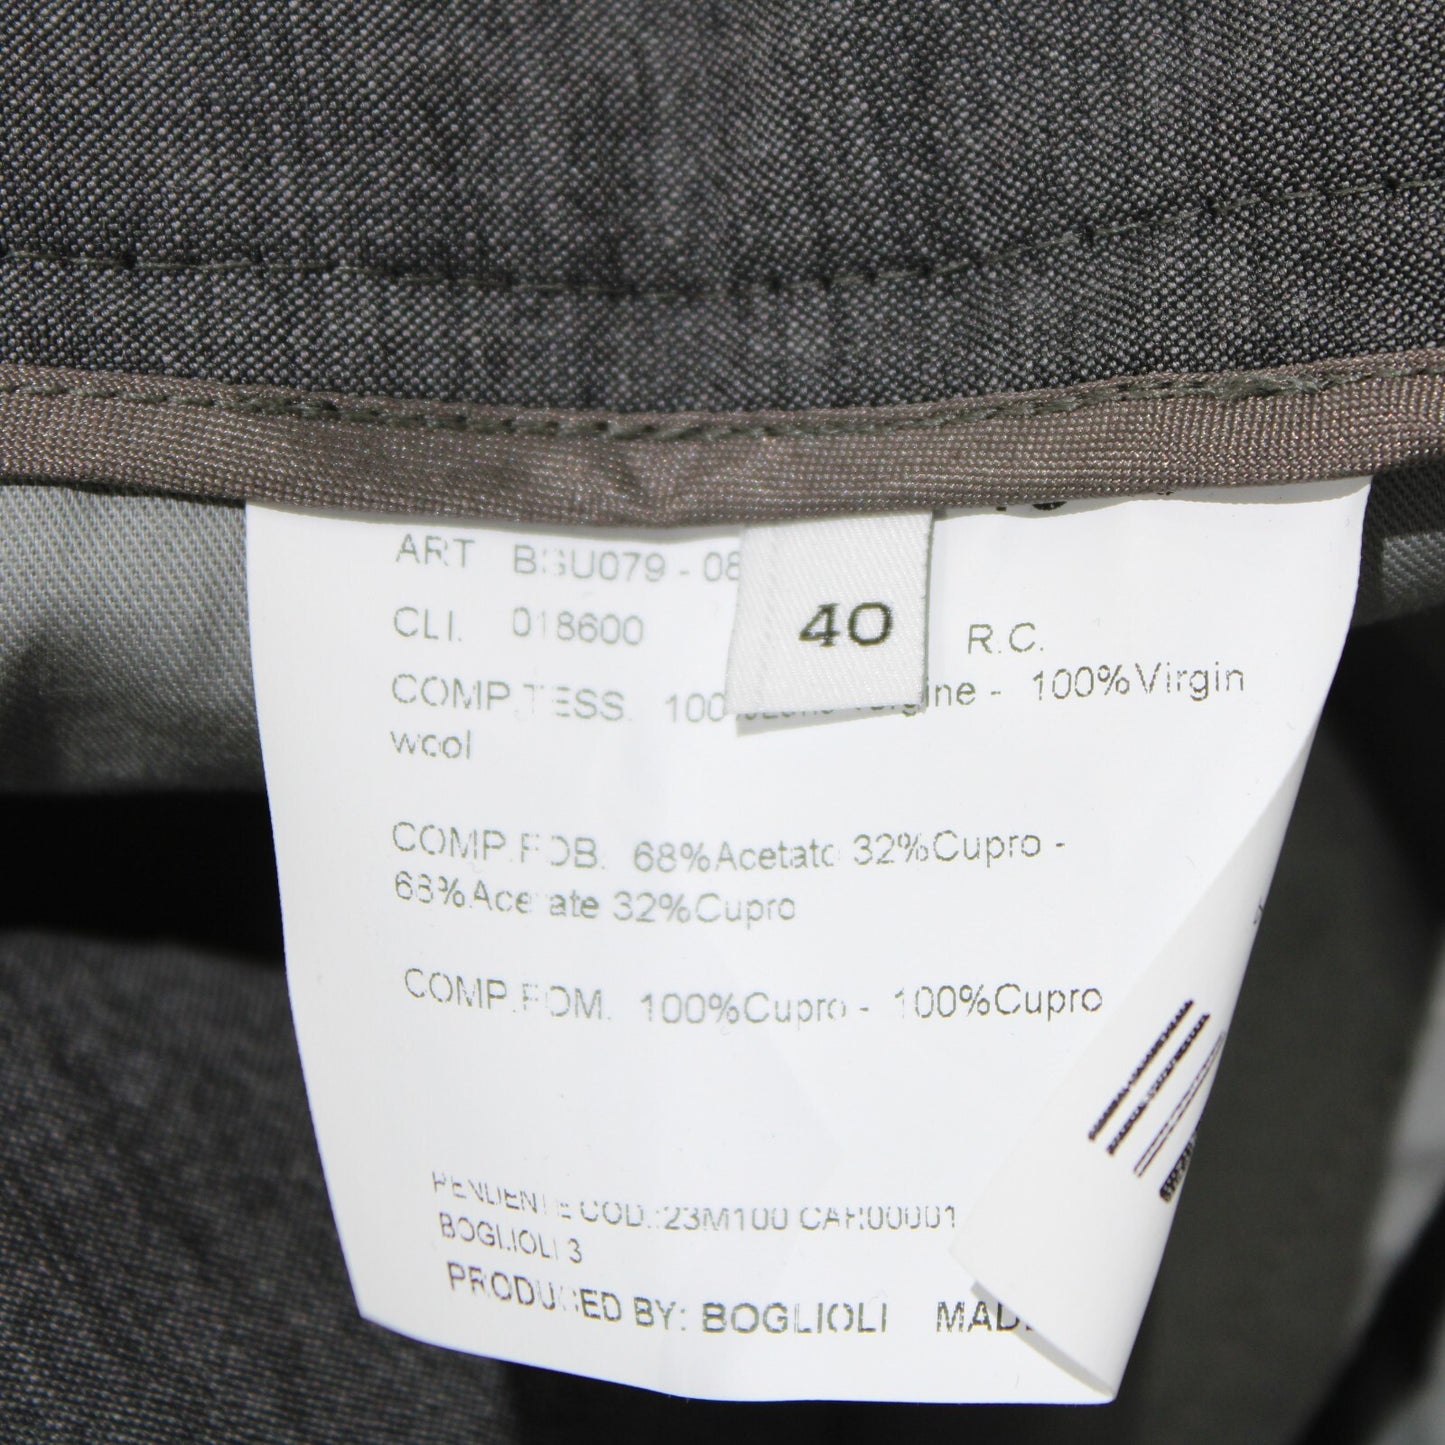 ART BGU079 - 08
CLI. 018600 40 R.C.
COMP.TESS. 100 - 100%Virgin
wool
COMP.FOB. 68%Acetato 32%Cupro -
68%Acetate 32%Cupro
COMP.FOM. 100%Cupro - 100%Cupro
PENDENTE COD.:23M100 CAR00001
BOGLIOLI 3
PRODUCED BY: BOGLIOLI MAD